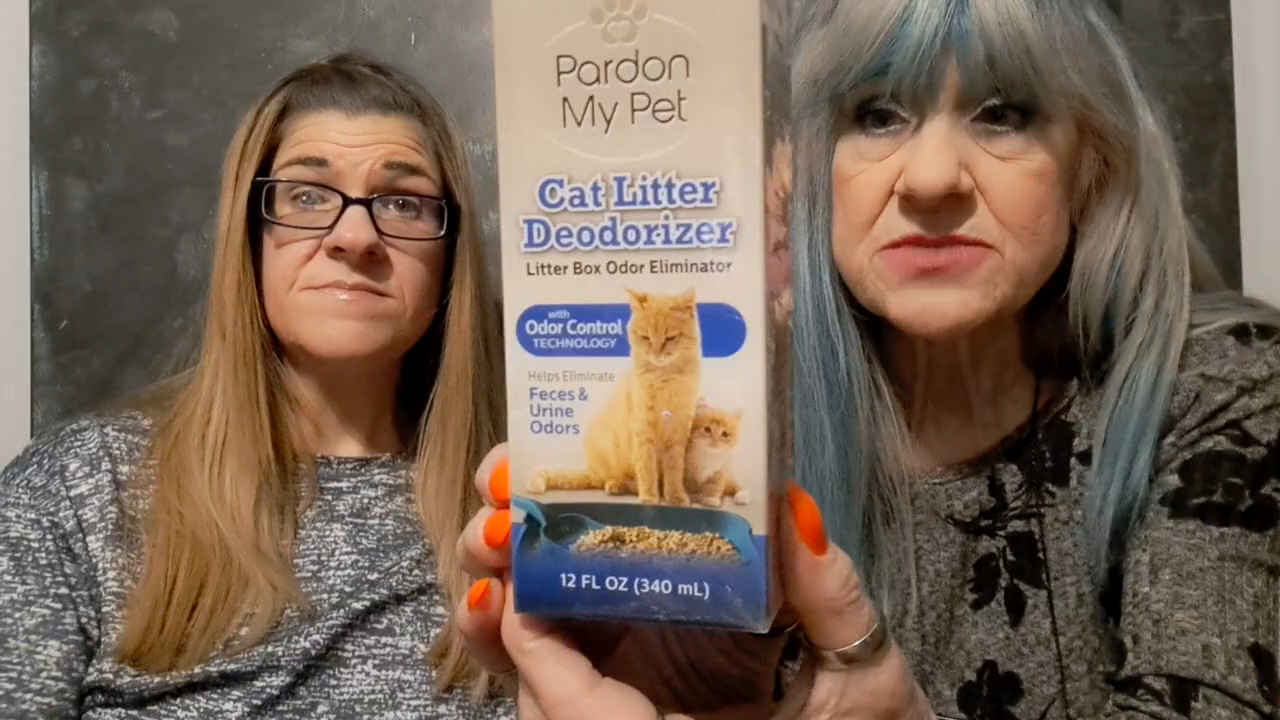 Pardon
My Pet
Cat Litter
Deodorizer
Litter Box Odor Eliminator
with
Odor Control
TECHNOLOGY
Helps Eliminate
Feces &
Urine
Odors
12 FL OZ (340 mL)